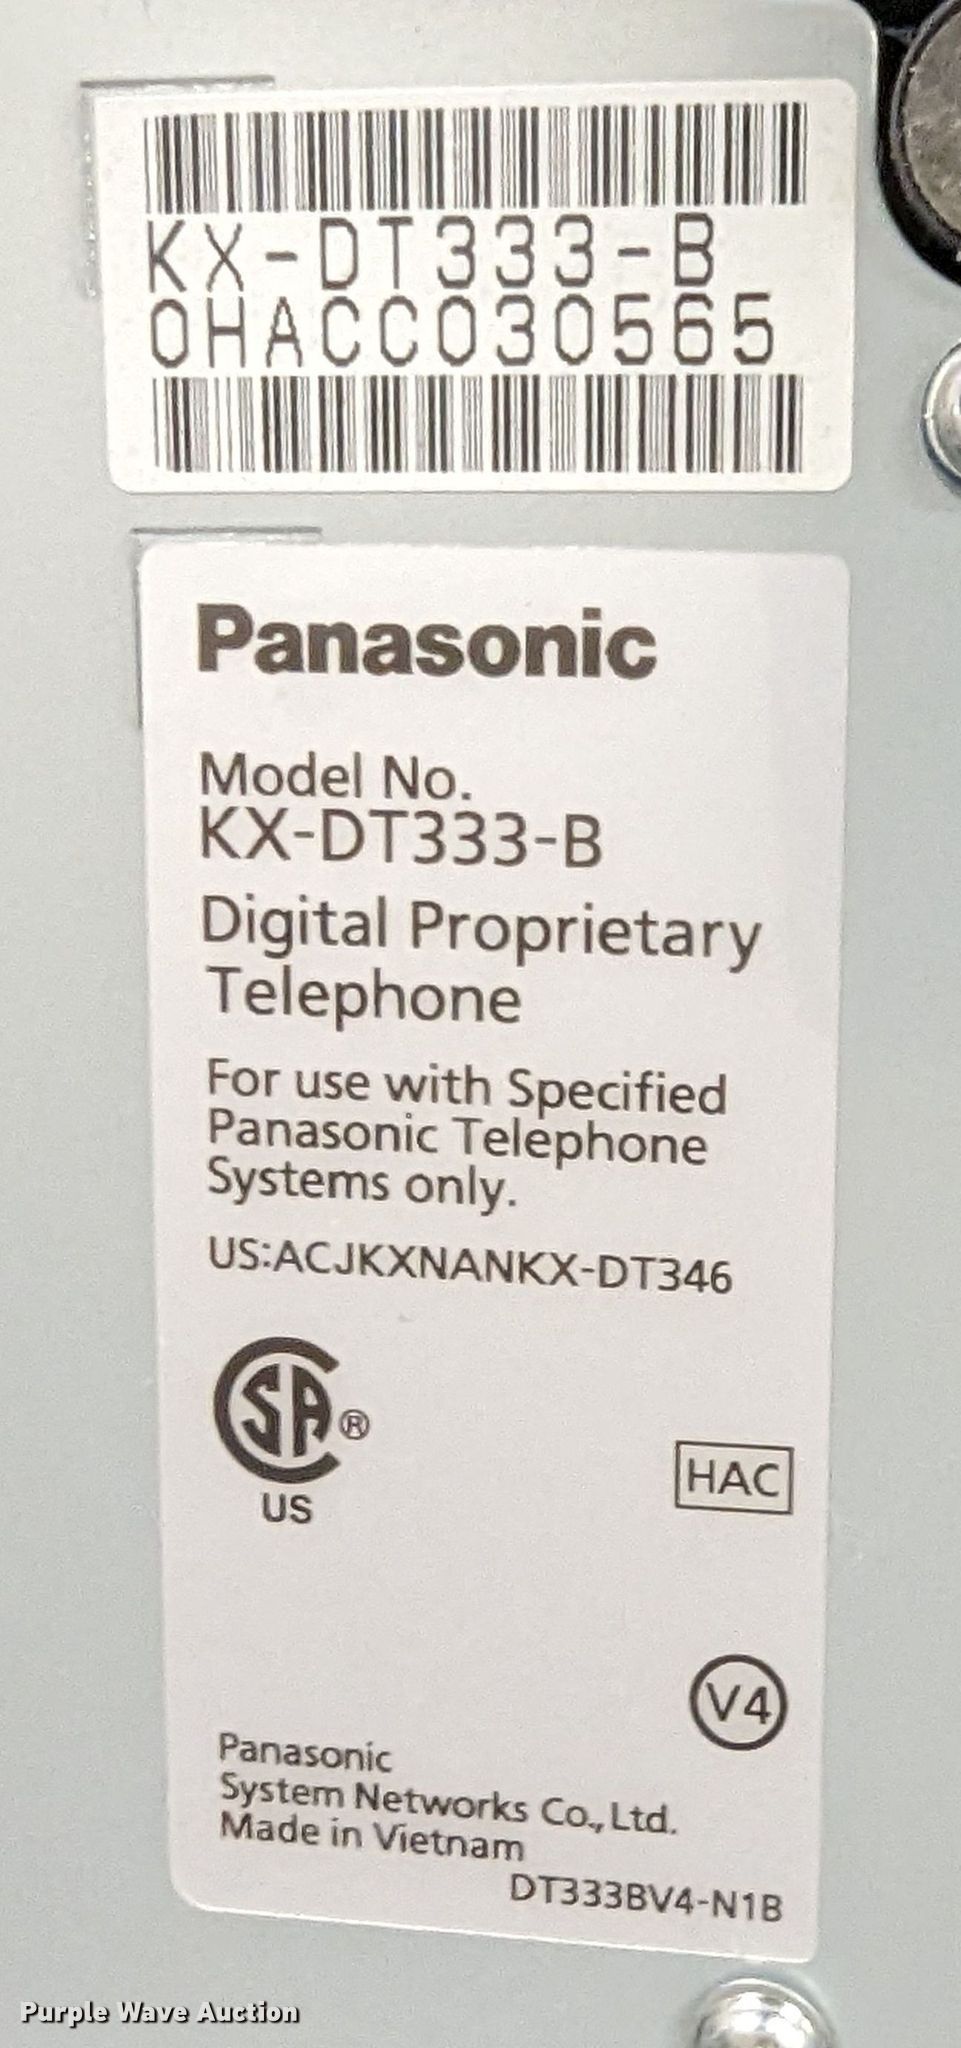 KX-DT333-B
0HACC030565
Panasonic
Model No.
KX-DT333-B
Digital Proprietary
Telephone
For use with Specified
Panasonic Telephone
Systems only.
US:ACJKXNANKX-DT346
CSA®
US
HAC
V4
Panasonic
System Networks Co., Ltd.
Made in Vietnam
DT333BV4-N1B
Purple Wave Auction